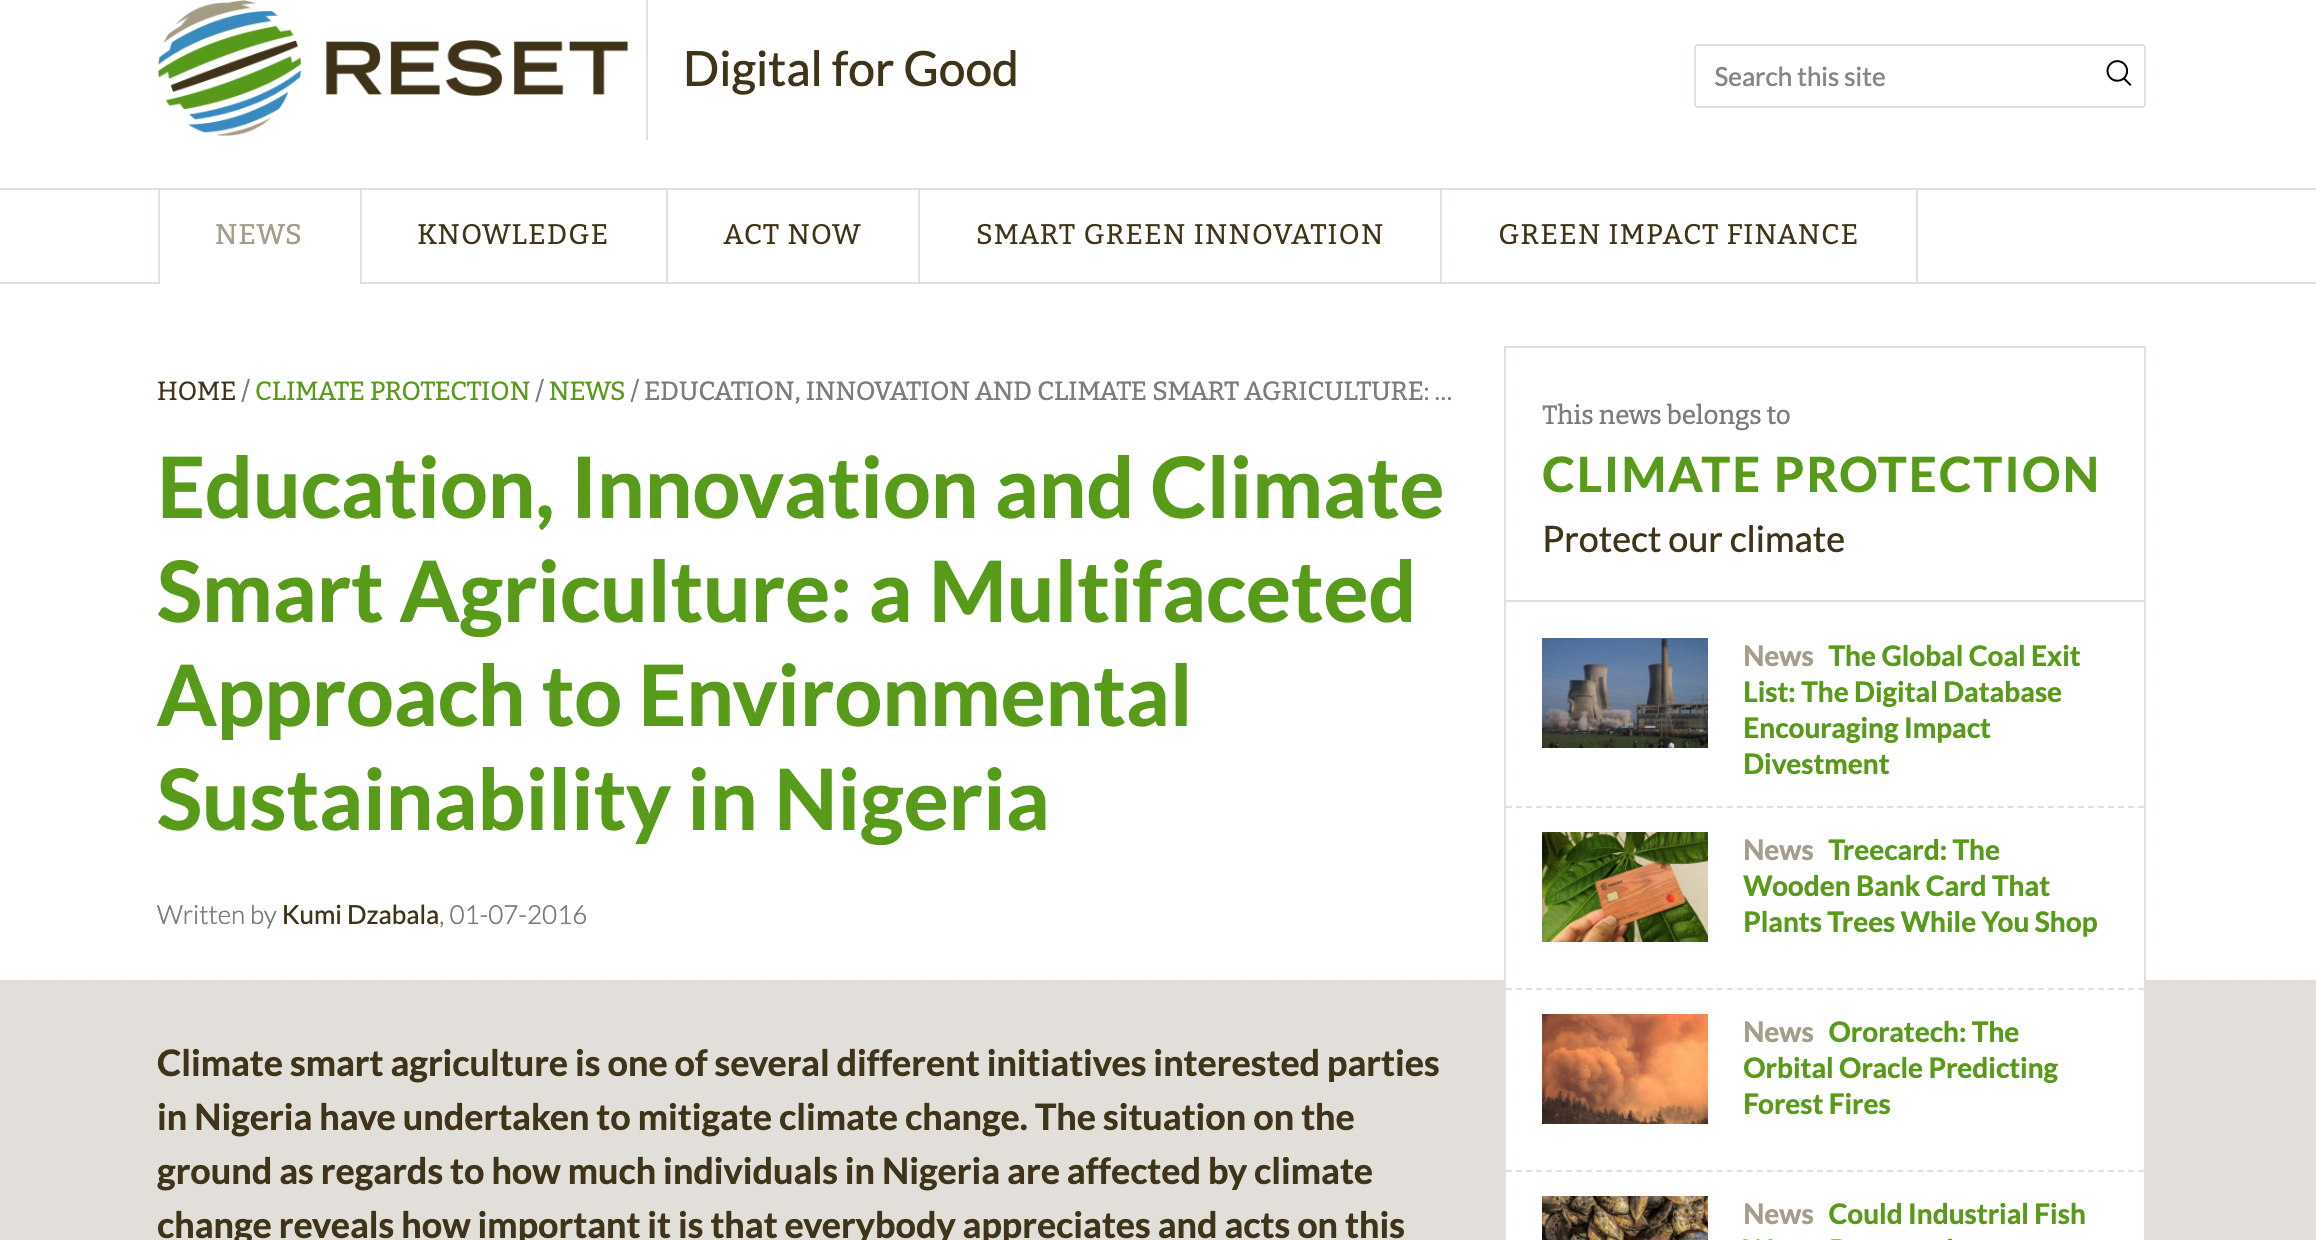 RESET
Digital for Good
Search this site
NEWS
KNOWLEDGE
ACT NOW
SMART GREEN INNOVATION
GREEN IMPACT FINANCE
HOME / CLIMATE PROTECTION / NEWS / EDUCATION, INNOVATION AND CLIMATE SMART AGRICULTURE: ...
Education, Innovation and Climate
Smart Agriculture: a Multifaceted
Approach to Environmental
Sustainability in Nigeria
Written by Kumi Dzabala, 01-07-2016
Climate smart agriculture is one of several different initiatives interested parties
in Nigeria have undertaken to mitigate climate change. The situation on the
ground as regards to how much individuals in Nigeria are affected by climate
change reveals how important it is that everybody appreciates and acts on this
This news belongs to
CLIMATE PROTECTION
Protect our climate
News The Global Coal Exit
List: The Digital Database
Encouraging Impact
Divestment
News Treecard: The
Wooden Bank Card That
Plants Trees While You Shop
News Ororatech: The
Orbital Oracle Predicting
Forest Fires
News Could Industrial Fish